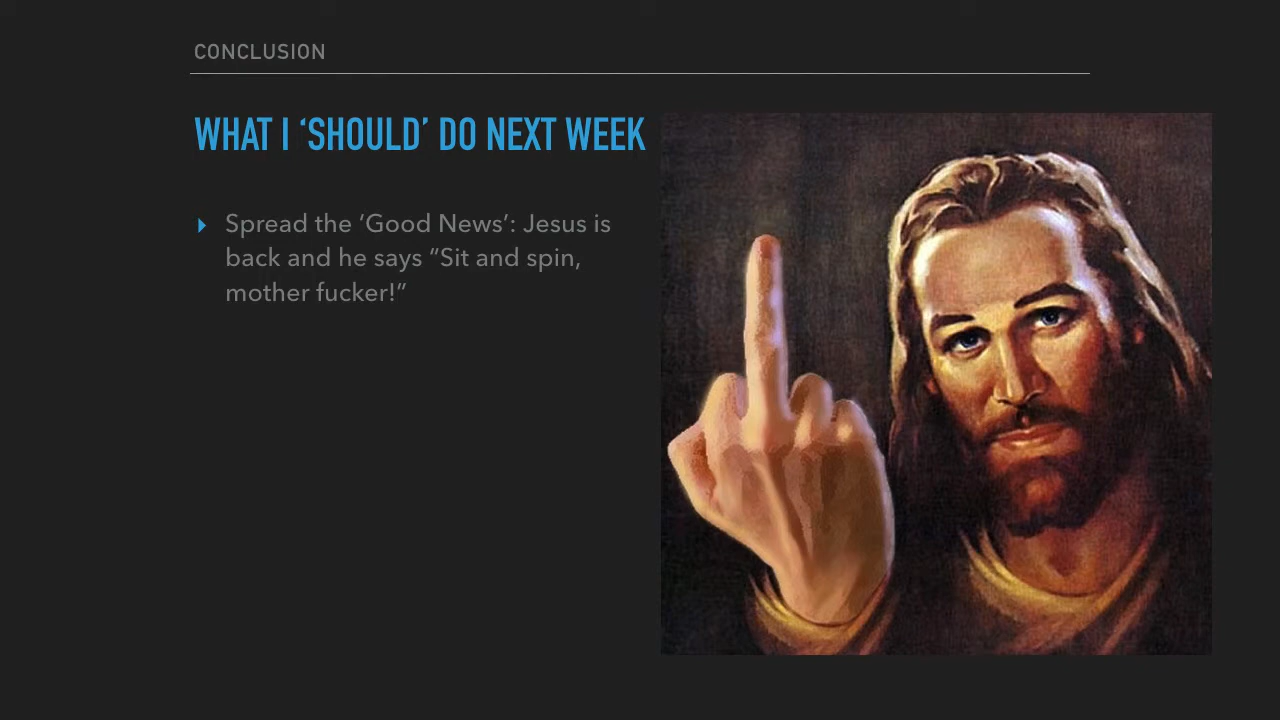 CONCLUSION
WHAT I ‘SHOULD’ DO NEXT WEEK
Spread the ‘Good News’: Jesus is
back and he says “Sit and spin,
mother fucker!”